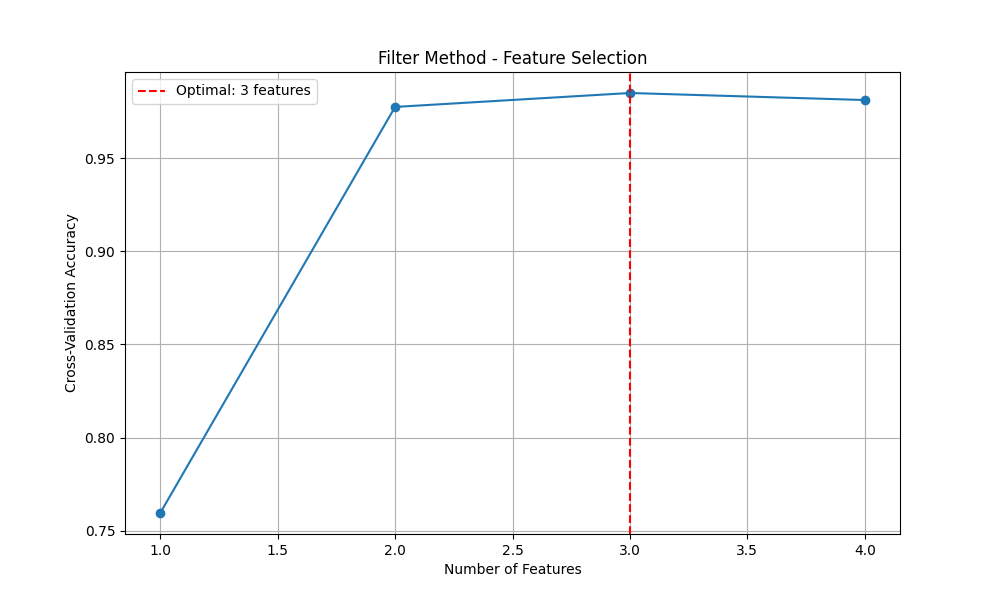 Filter Method - Feature Selection
Optimal: 3 features
Cross-Validation Accuracy
0.95
0.90
0.85
0.80
0.75
1.0 1.5 2.0 2.5 3.0 3.5 4.0
Number of Features